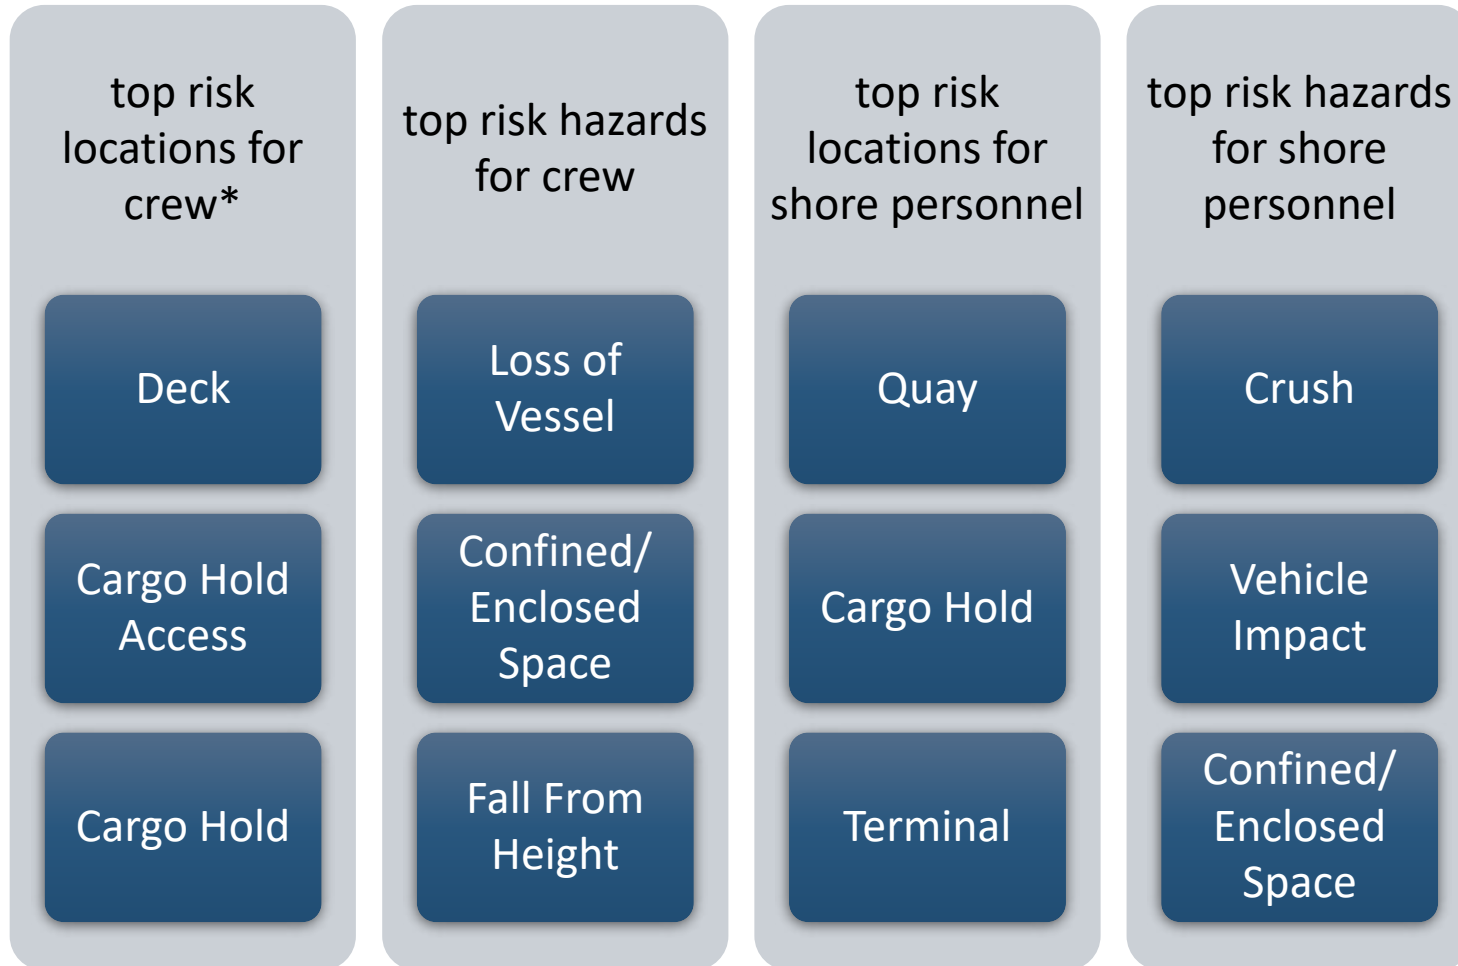 top risk
locations for
crew*
Deck
Cargo Hold
Access
Cargo Hold
top risk hazards
for crew
Loss of
Vessel
Confined/
Enclosed
Space
Fall From
Height
top risk
locations for
shore personnel
Quay
Cargo Hold
Terminal
top risk hazards
for shore
personnel
Crush
Vehicle
Impact
Confined/
Enclosed
Space